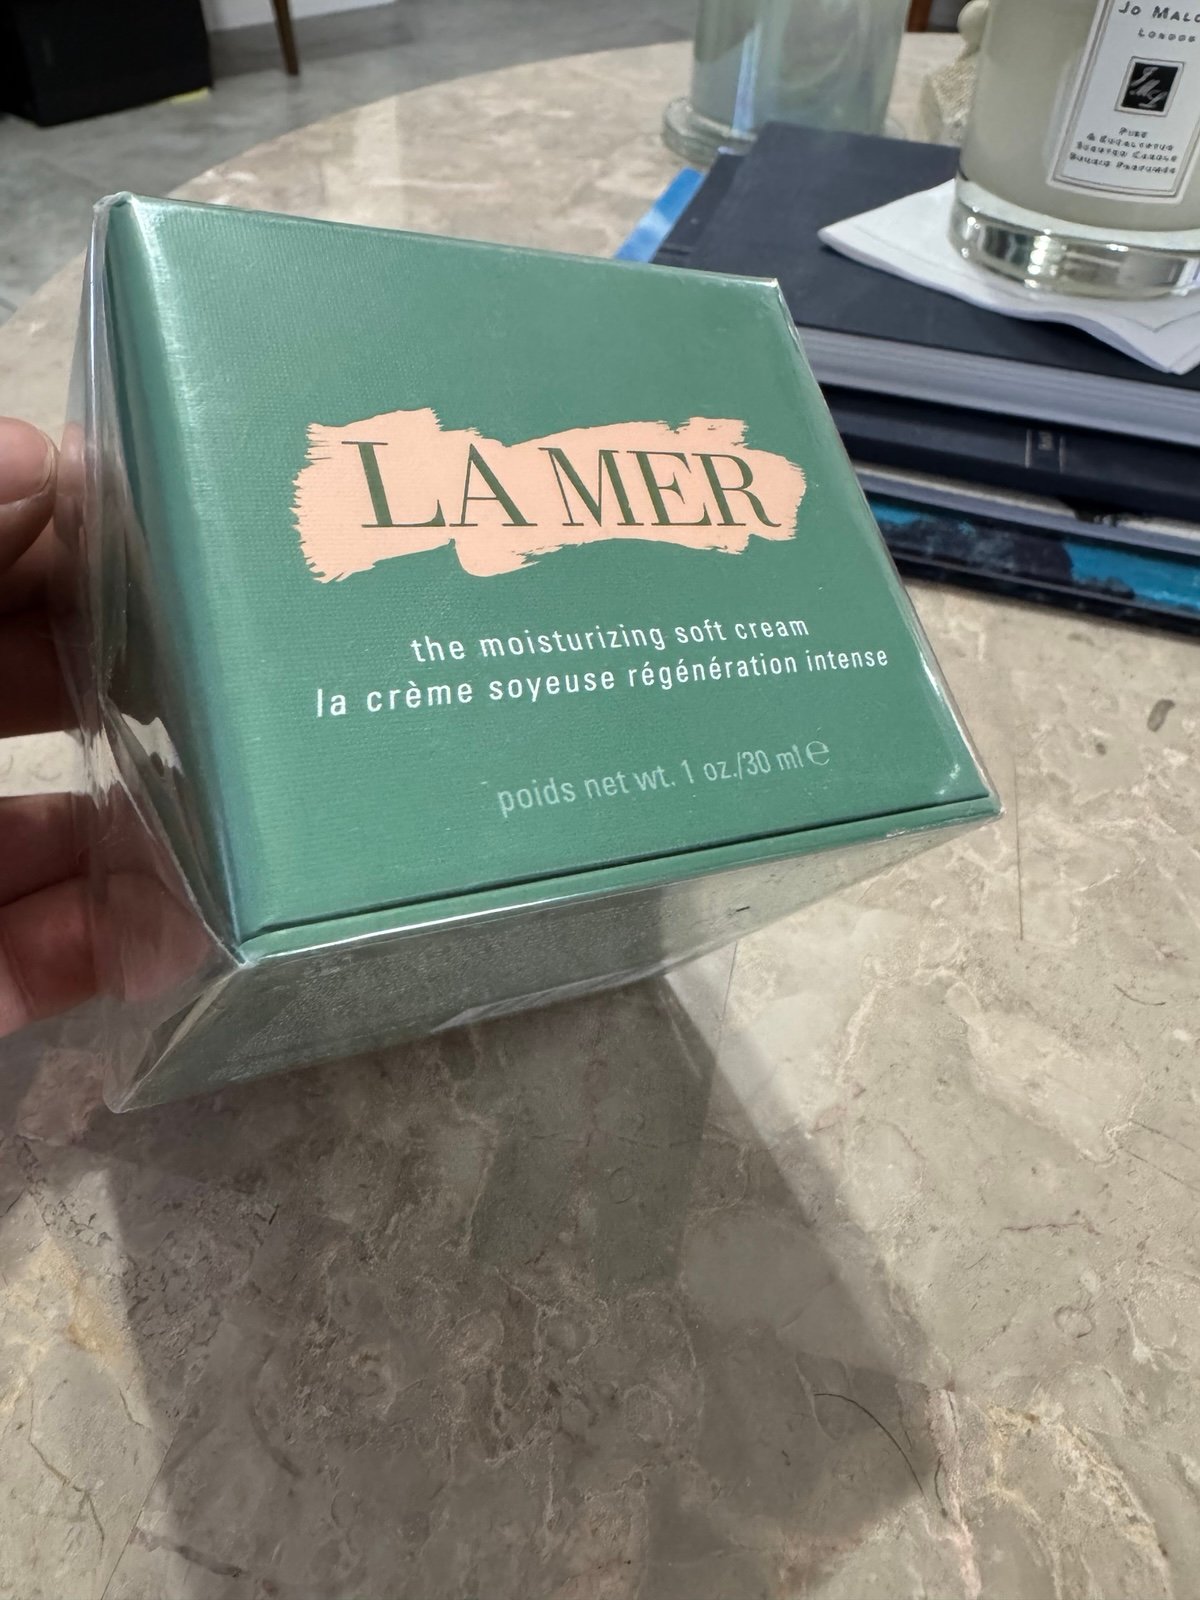 JO MALO
LONDON
LA MER
the moisturizing soft cream
la crème soyeuse régénération intense
poids net wt. 1 oz./30 ml ℮